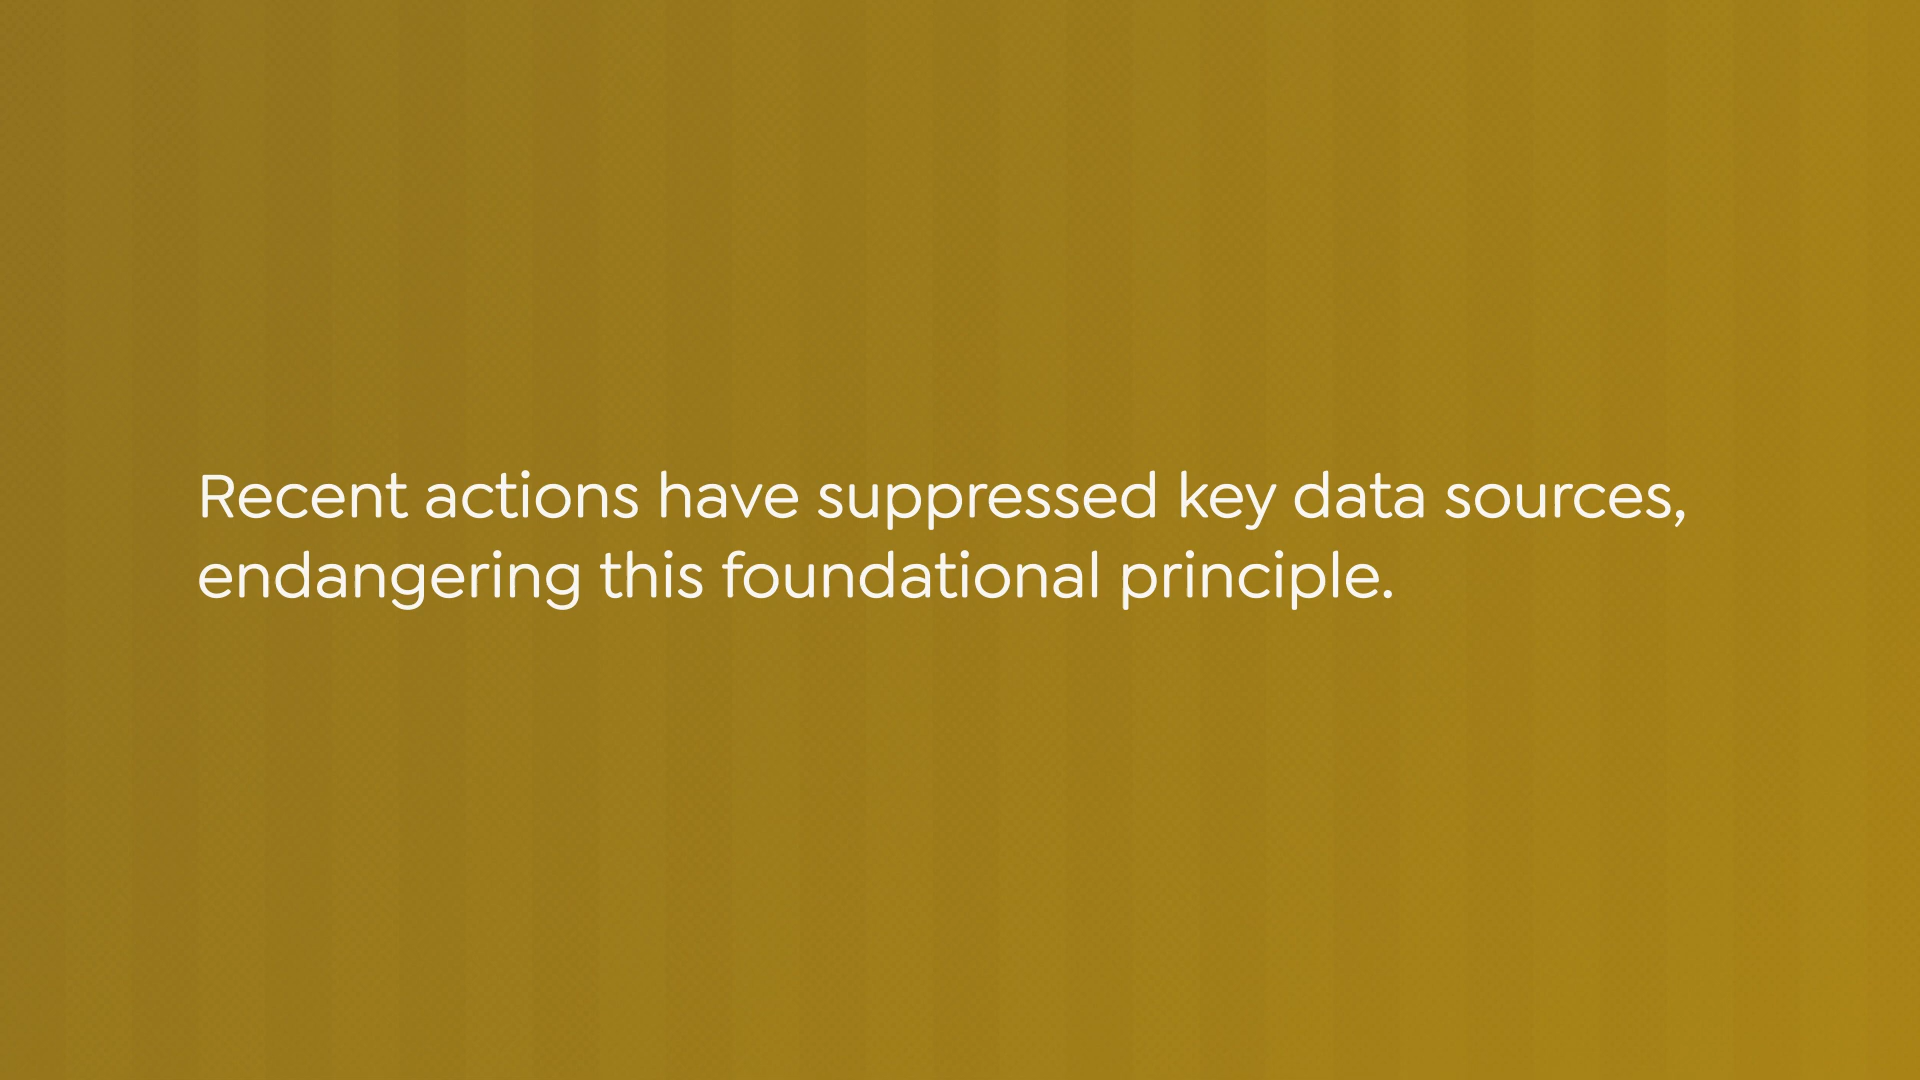 Recent actions have suppressed key data sources,
endangering this foundational principle.